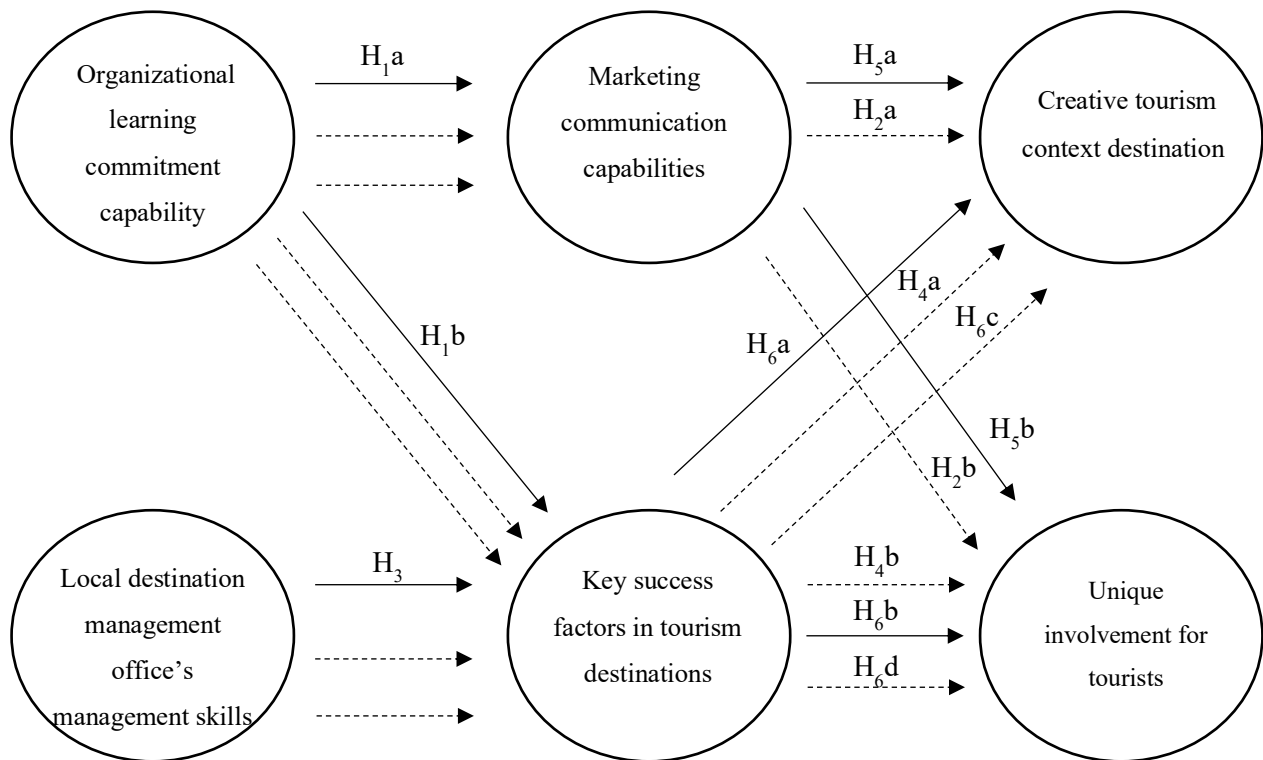 Organizational
learning
commitment
capability
H₁a
Marketing
communication
capabilities
H₅a
H₂a
Creative tourism
context destination
H₁b
H₆a
H₄a
H₆c
H₅b
H₂b
Local destination
management
office’s
management skills
H₃
Key success
factors in tourism
destinations
H₄b
H₆b
H₆d
Unique
involvement for
tourists